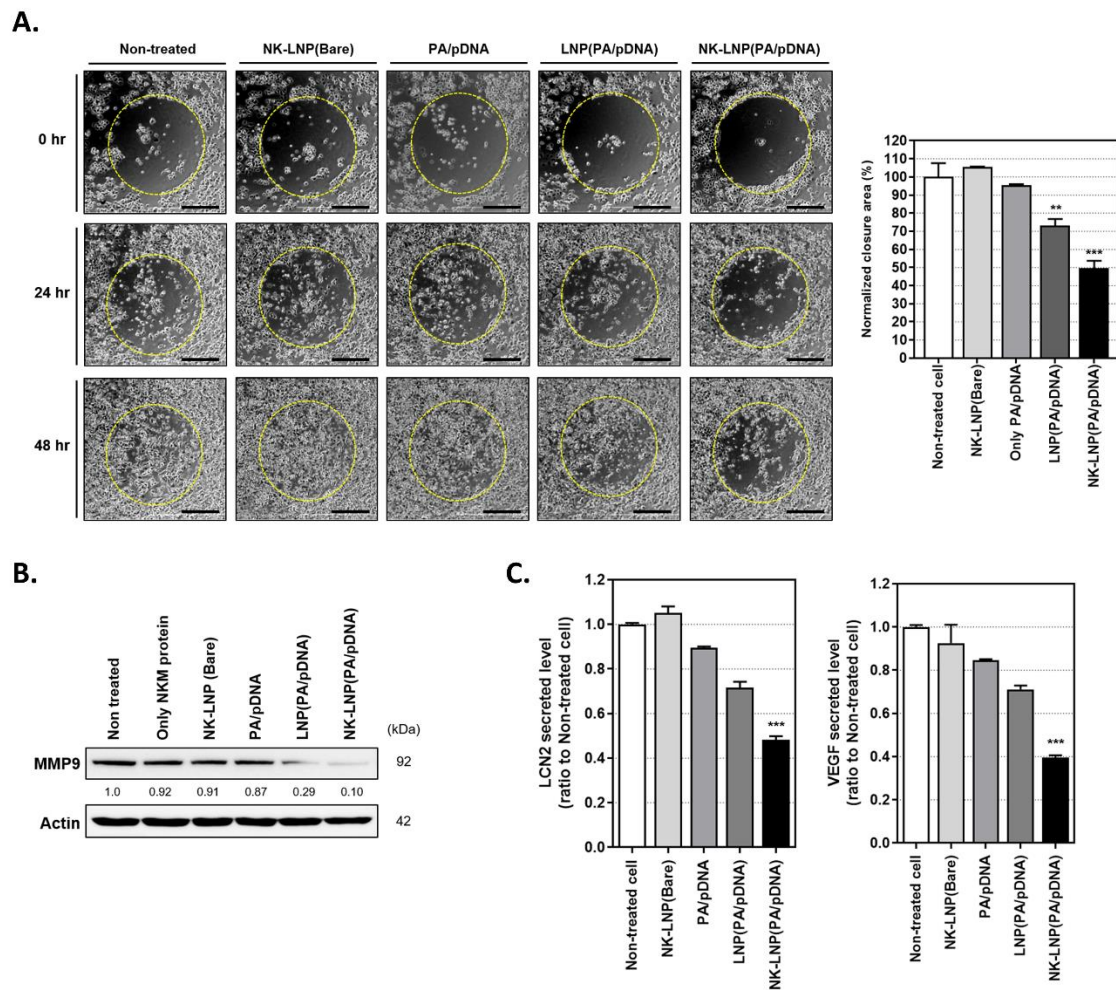 A.
Non-treated NK-LNP(Bare) PA/pDNA LNP(PA/pDNA) NK-LNP(PA/pDNA)
0 hr
24 hr
48 hr
Normalized closure area (%)
120
110
100
90
80
70
60
50
40
30
20
10
0
**
***
Non-treated cell
NK-LNP(Bare)
Only PA/pDNA
LNP(PA/pDNA)
NK-LNP(PA/pDNA)
B.
Non treated
Only NKM protein
NK-LNP (Bare)
PA/pDNA
LNP(PA/pDNA)
NK-LNP(PA/pDNA)
(kDa)
MMP9 92
1.0 0.92 0.91 0.87 0.29 0.10
Actin 42
C.
LCN2 secreted level
(ratio to Non-treated cell)
1.2
1.0
0.8
0.6
0.4
0.2
0.0
***
Non-treated cell
NK-LNP(Bare)
PA/pDNA
LNP(PA/pDNA)
NK-LNP(PA/pDNA)
VEGF secreted level
(ratio to Non-treated cell)
1.2
1.0
0.8
0.6
0.4
0.2
0.0
***
Non-treated cell
NK-LNP(Bare)
PA/pDNA
LNP(PA/pDNA)
NK-LNP(PA/pDNA)